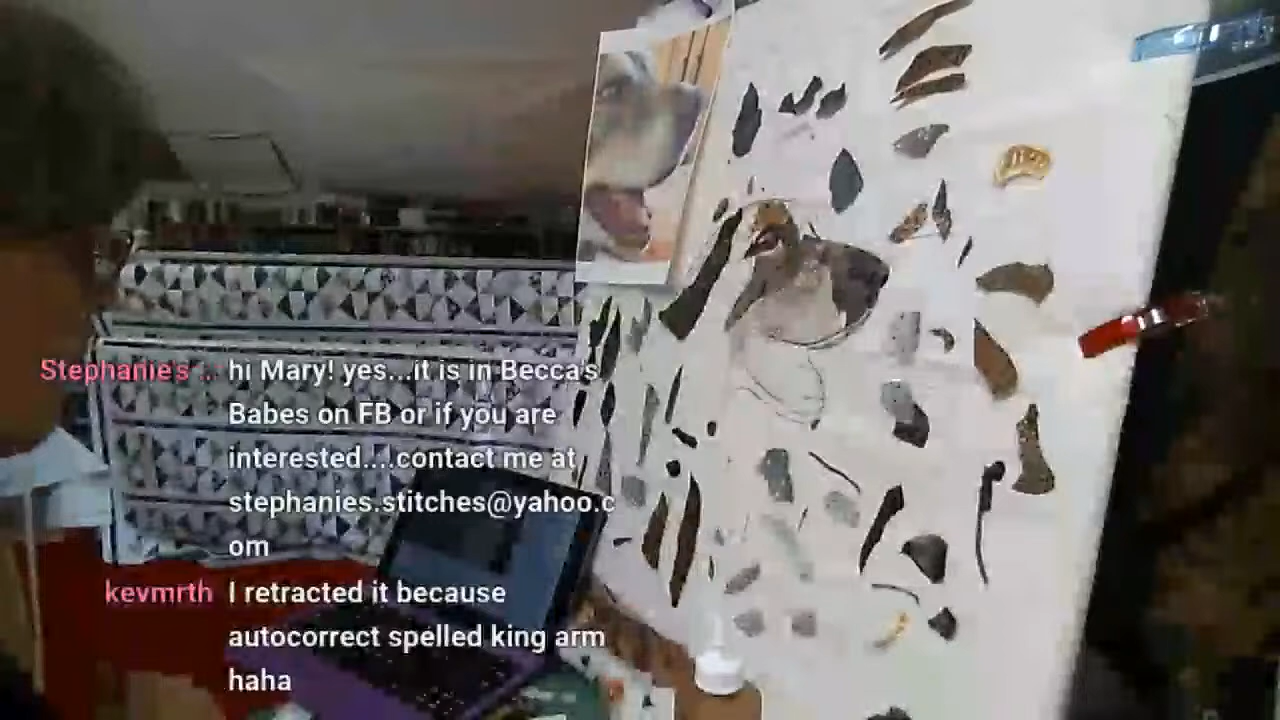 Stephanie's ... hi Mary! yes...it is in Becca's
Babes on FB or if you are
interested....contact me at
stephanies.stitches@yahoo.c
om
kevmrth I retracted it because
autocorrect spelled king arm
haha